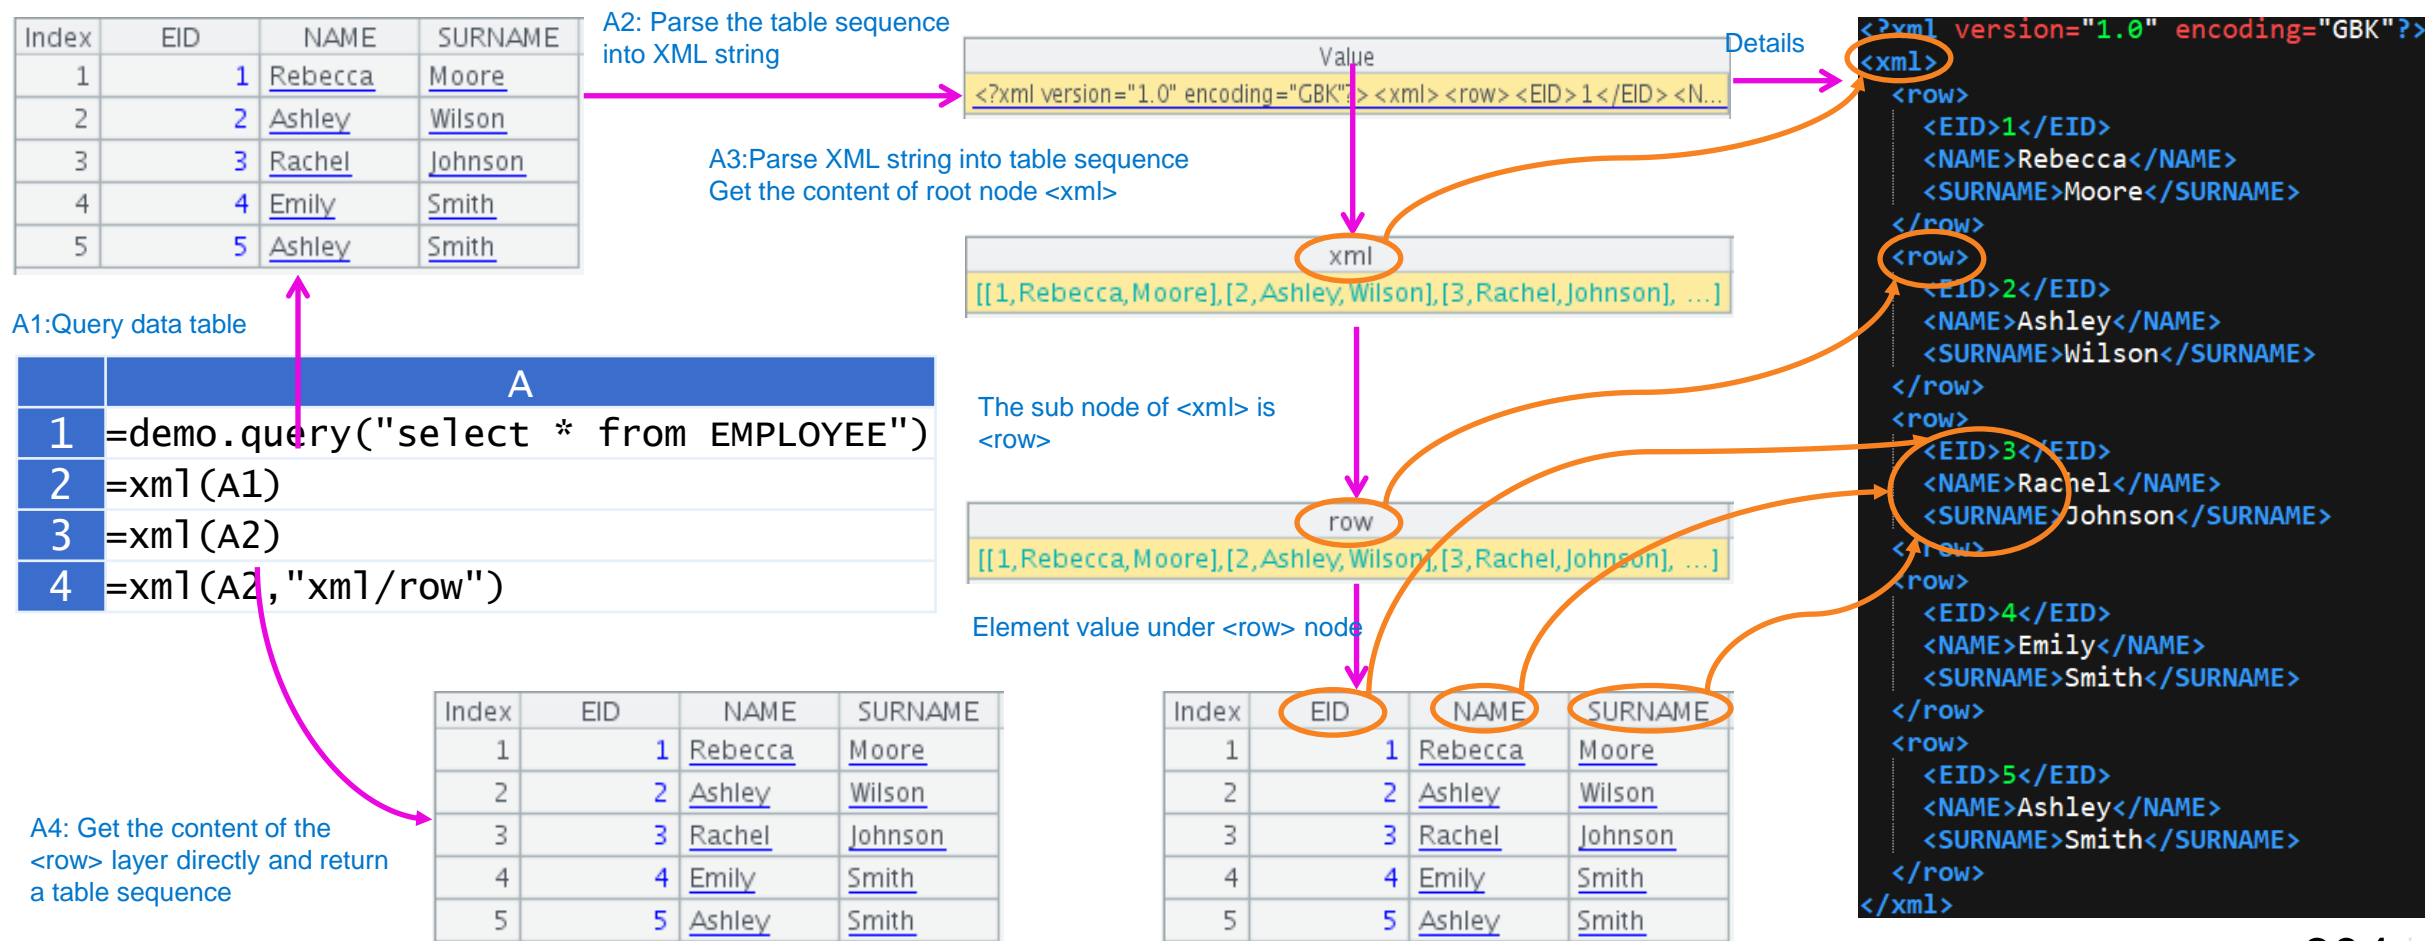 Index EID NAME SURNAME
1 1 Rebecca Moore
2 2 Ashley Wilson
3 3 Rachel Johnson
4 4 Emily Smith
5 5 Ashley Smith
A1:Query data table
A
1 =demo.query("select * from EMPLOYEE")
2 =xml(A1)
3 =xml(A2)
4 =xml(A2,"xml/row")
A2: Parse the table sequence
into XML string
Value
<?xml version="1.0" encoding="GBK"?><xml><row><EID>1</EID><N...
Details
A3:Parse XML string into table sequence
Get the content of root node <xml>
xml
[[1,Rebecca,Moore],[2,Ashley,Wilson],[3,Rachel,Johnson], ...]
The sub node of <xml> is
<row>
row
[[1,Rebecca,Moore],[2,Ashley,Wilson],[3,Rachel,Johnson], ...]
Element value under <row> node
Index EID NAME SURNAME
1 1 Rebecca Moore
2 2 Ashley Wilson
3 3 Rachel Johnson
4 4 Emily Smith
5 5 Ashley Smith
A4: Get the content of the
<row> layer directly and return
a table sequence
Index EID NAME SURNAME
1 1 Rebecca Moore
2 2 Ashley Wilson
3 3 Rachel Johnson
4 4 Emily Smith
5 5 Ashley Smith
<?xml version="1.0" encoding="GBK"?>
<xml>
<row>
<EID>1</EID>
<NAME>Rebecca</NAME>
<SURNAME>Moore</SURNAME>
</row>
<row>
<EID>2</EID>
<NAME>Ashley</NAME>
<SURNAME>Wilson</SURNAME>
</row>
<row>
<EID>3</EID>
<NAME>Rachel</NAME>
<SURNAME>Johnson</SURNAME>
</row>
<row>
<EID>4</EID>
<NAME>Emily</NAME>
<SURNAME>Smith</SURNAME>
</row>
<row>
<EID>5</EID>
<NAME>Ashley</NAME>
<SURNAME>Smith</SURNAME>
</row>
</xml>